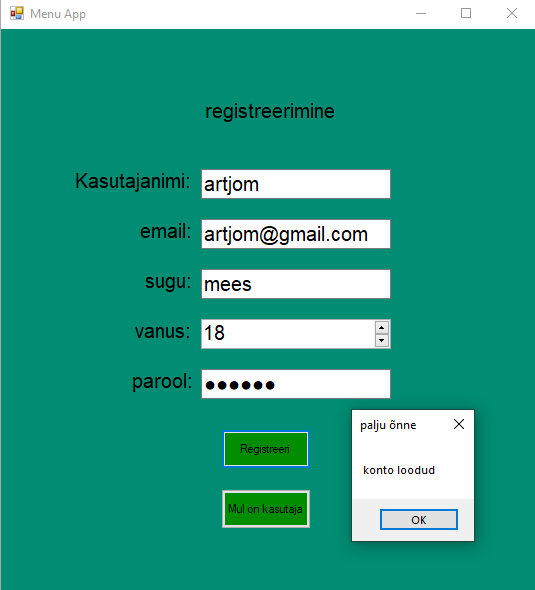 Menu App
registreerimine
Kasutajanimi: artjom
email: artjom@gmail.com
sugu: mees
vanus: 18
parool: ●●●●●●
Registreeri
Mul on kasutaja
palju õnne
konto loodud
OK